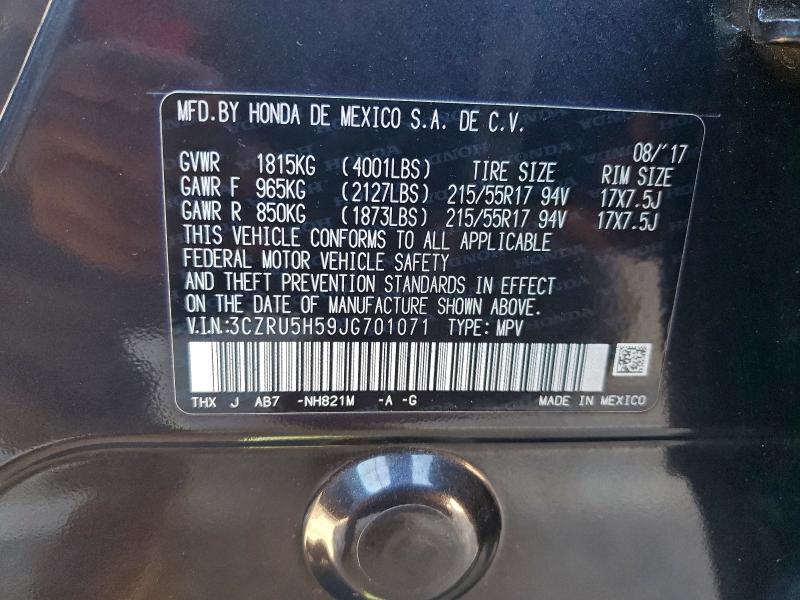 MFD.BY HONDA DE MEXICO S.A. DE C.V.
08/'17
GVWR 1815KG (4001LBS) TIRE SIZE RIM SIZE
GAWR F 965KG (2127LBS) 215/55R17 94V 17X7.5J
GAWR R 850KG (1873LBS) 215/55R17 94V 17X7.5J
THIS VEHICLE CONFORMS TO ALL APPLICABLE
FEDERAL MOTOR VEHICLE SAFETY
AND THEFT PREVENTION STANDARDS IN EFFECT
ON THE DATE OF MANUFACTURE SHOWN ABOVE.
V.I.N:3CZRU5H59JG701071 TYPE: MPV
THX J AB7 -NH821M -A -G MADE IN MEXICO